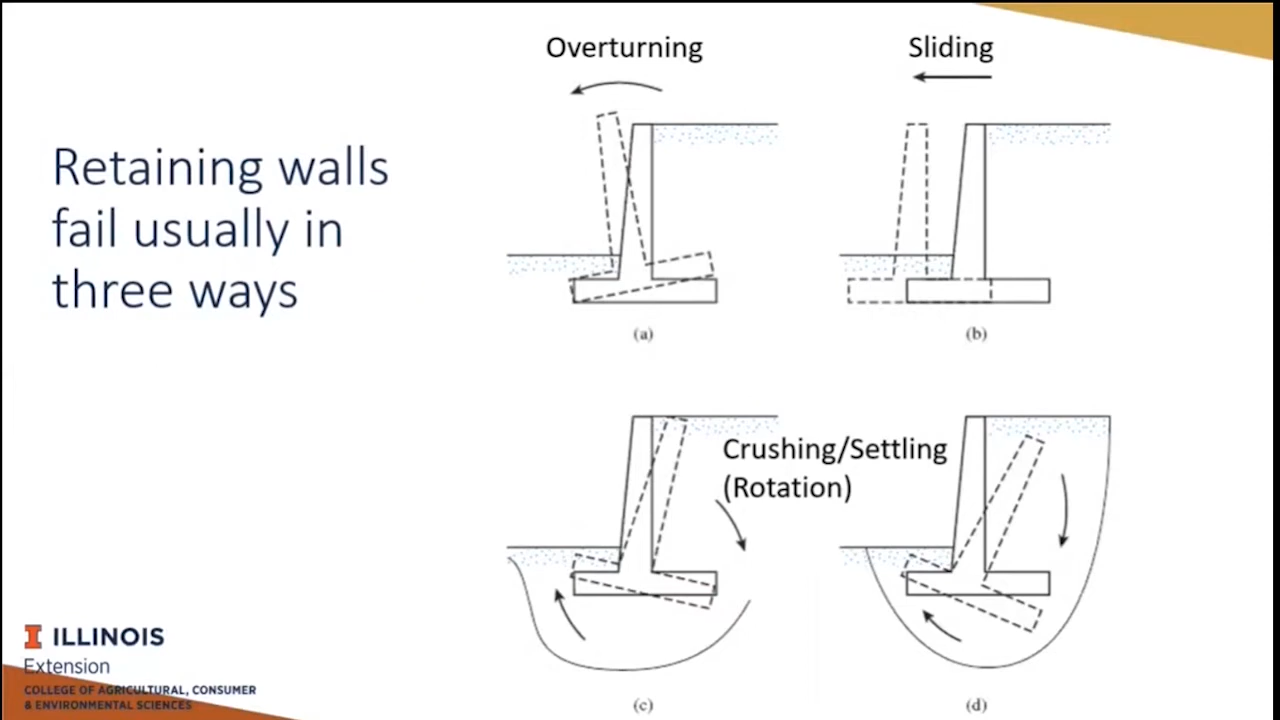 Retaining walls
fail usually in
three ways
Overturning
Sliding
(a)
(b)
Crushing/Settling
(Rotation)
(c)
(d)
I ILLINOIS
Extension
COLLEGE OF AGRICULTURAL, CONSUMER
& ENVIRONMENTAL SCIENCES